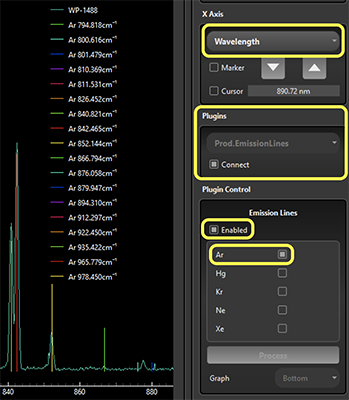 WP-1488
Ar 794.818cm⁻¹
Ar 800.616cm⁻¹
Ar 801.479cm⁻¹
Ar 810.369cm⁻¹
Ar 811.531cm⁻¹
Ar 826.452cm⁻¹
Ar 840.821cm⁻¹
Ar 842.465cm⁻¹
Ar 852.144cm⁻¹
Ar 866.794cm⁻¹
Ar 876.058cm⁻¹
Ar 879.947cm⁻¹
Ar 894.310cm⁻¹
Ar 912.297cm⁻¹
Ar 922.450cm⁻¹
Ar 935.422cm⁻¹
Ar 965.779cm⁻¹
Ar 978.450cm⁻¹
840 860 880
X Axis
Wavelength
Marker
Cursor 890.72 nm
Plugins
Prod.EmissionLines
Connect
Plugin Control
Emission Lines
Enabled
Ar
Hg
Kr
Ne
Xe
Process
Graph Bottom